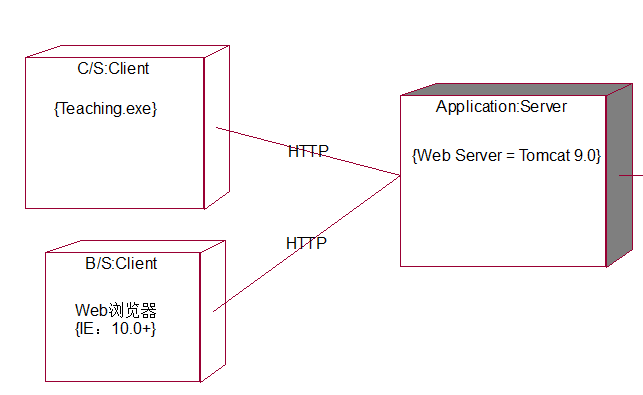 C/S:Client
{Teaching.exe}
HTTP
Application:Server
{Web Server = Tomcat 9.0}
HTTP
B/S:Client
Web浏览器
{IE：10.0+}